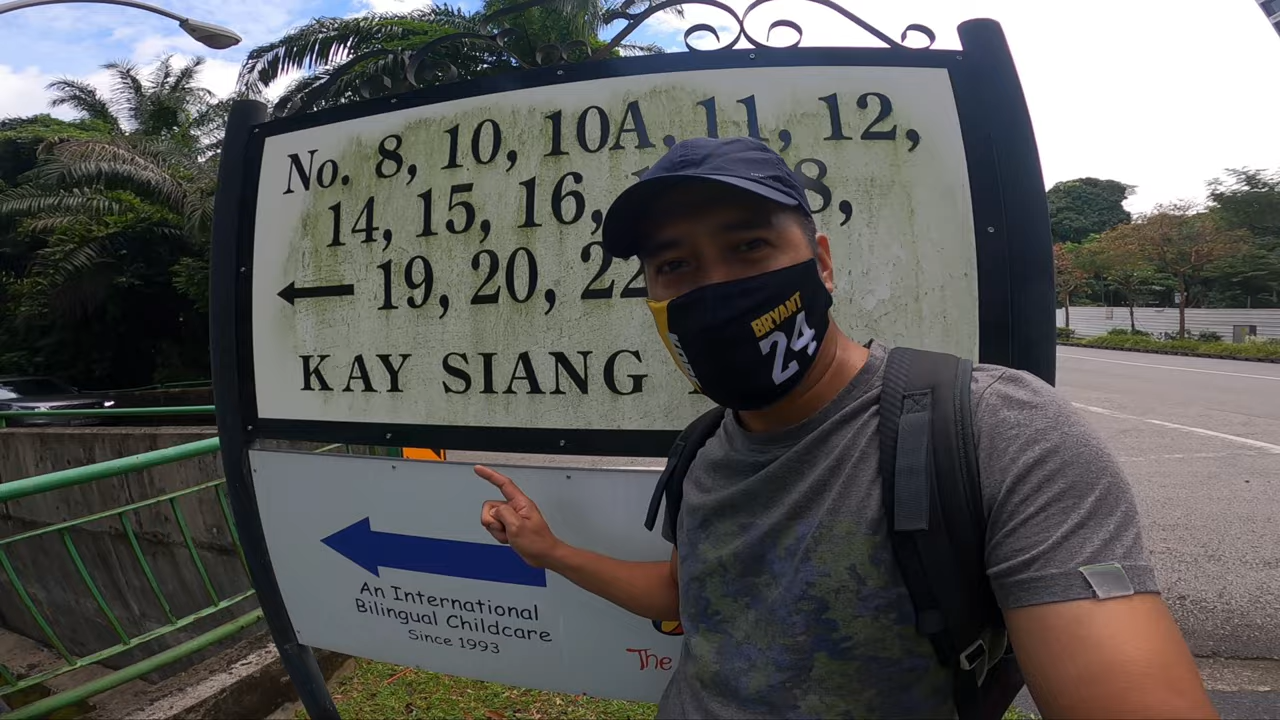 No. 8, 10, 10A, 11, 12,
14, 15, 16, 8,
19, 20, 22
KAY SIANG
An International
Bilingual Childcare
Since 1993
The
BRYANT
24